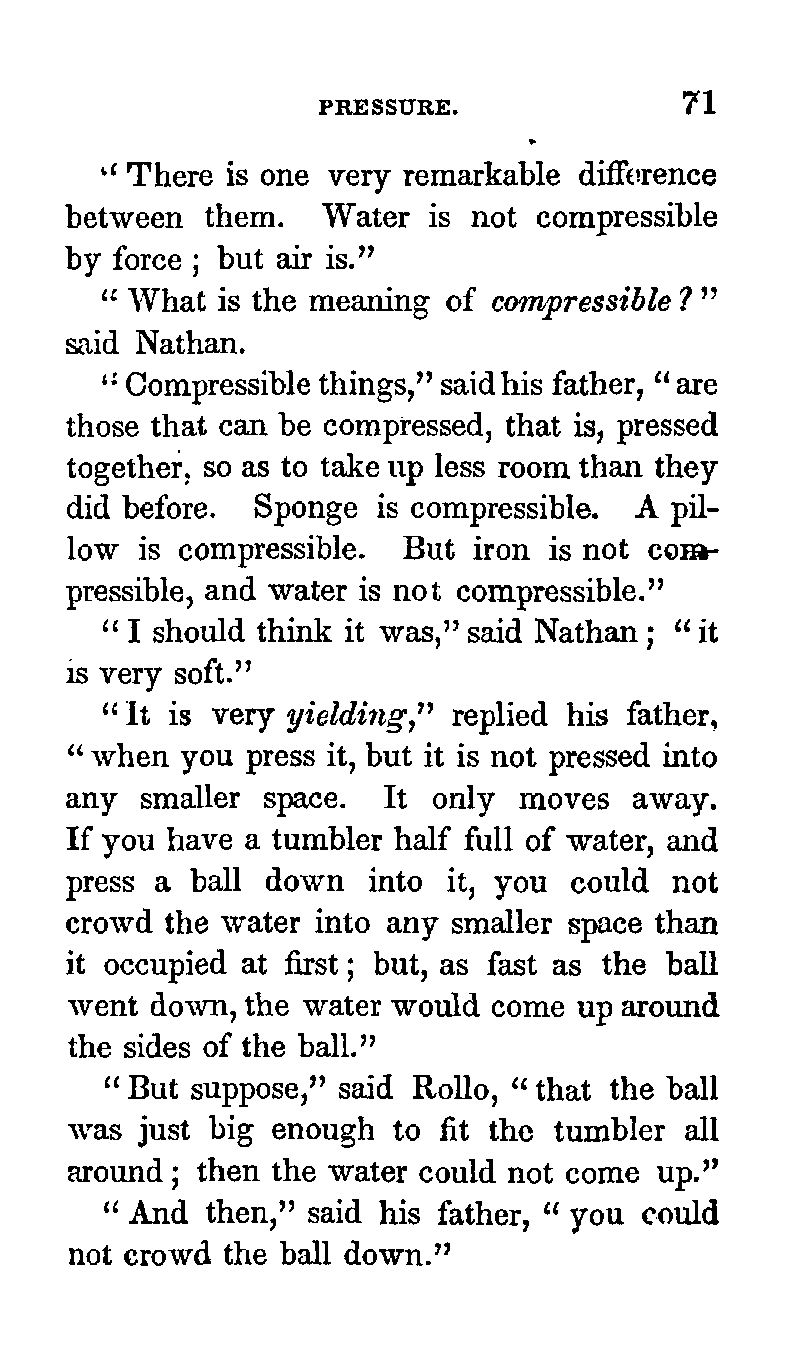 PRESSURE. 71
“ There is one very remarkable difference
between them. Water is not compressible
by force ; but air is.”
“ What is the meaning of compressible ? ”
said Nathan.
“ Compressible things,” said his father, “ are
those that can be compressed, that is, pressed
together, so as to take up less room than they
did before. Sponge is compressible. A pil-
low is compressible. But iron is not com-
pressible, and water is not compressible.”
“ I should think it was,” said Nathan ; “ it
is very soft.”
“ It is very yielding,” replied his father,
“ when you press it, but it is not pressed into
any smaller space. It only moves away.
If you have a tumbler half full of water, and
press a ball down into it, you could not
crowd the water into any smaller space than
it occupied at first ; but, as fast as the ball
went down, the water would come up around
the sides of the ball.”
“ But suppose,” said Rollo, “ that the ball
was just big enough to fit the tumbler all
around ; then the water could not come up.”
“ And then,” said his father, “ you could
not crowd the ball down.”